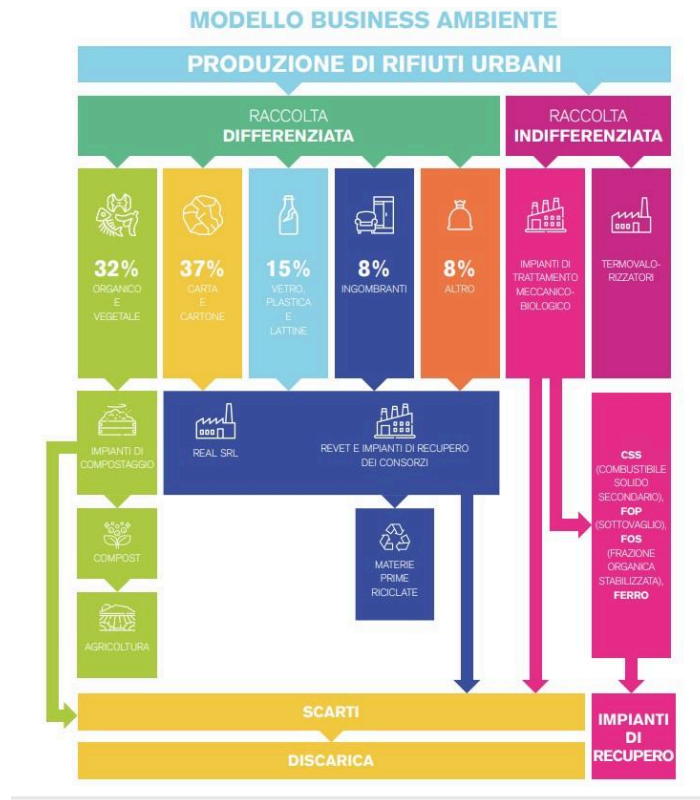 MODELLO BUSINESS AMBIENTE
PRODUZIONE DI RIFIUTI URBANI
RACCOLTA
DIFFERENZIATA
RACCOLTA
INDIFFERENZIATA
32%
ORGANICO
E
VEGETALE
37%
CARTA
E
CARTONE
15%
VETRO,
PLASTICA
E
LATTINE
8%
INGOMBRANTI
8%
ALTRO
IMPIANTI DI
TRATTAMENTO
MECCANICO-
BIOLOGICO
TERMOVALO-
RIZZATORI
IMPIANTI DI
COMPOSTAGGIO
REAL SRL
REVET E IMPIANTI DI RECUPERO
DEI CONSORZI
CSS
(COMBUSTIBILE
SOLIDO
SECONDARIO),
FOP
(SOTTOVAGLIO),
FOS
(FRAZIONE
ORGANICA
STABILIZZATA),
FERRO
COMPOST
MATERIE
PRIME
RICICLATE
AGRICOLTURA
SCARTI
DISCARICA
IMPIANTI
DI
RECUPERO